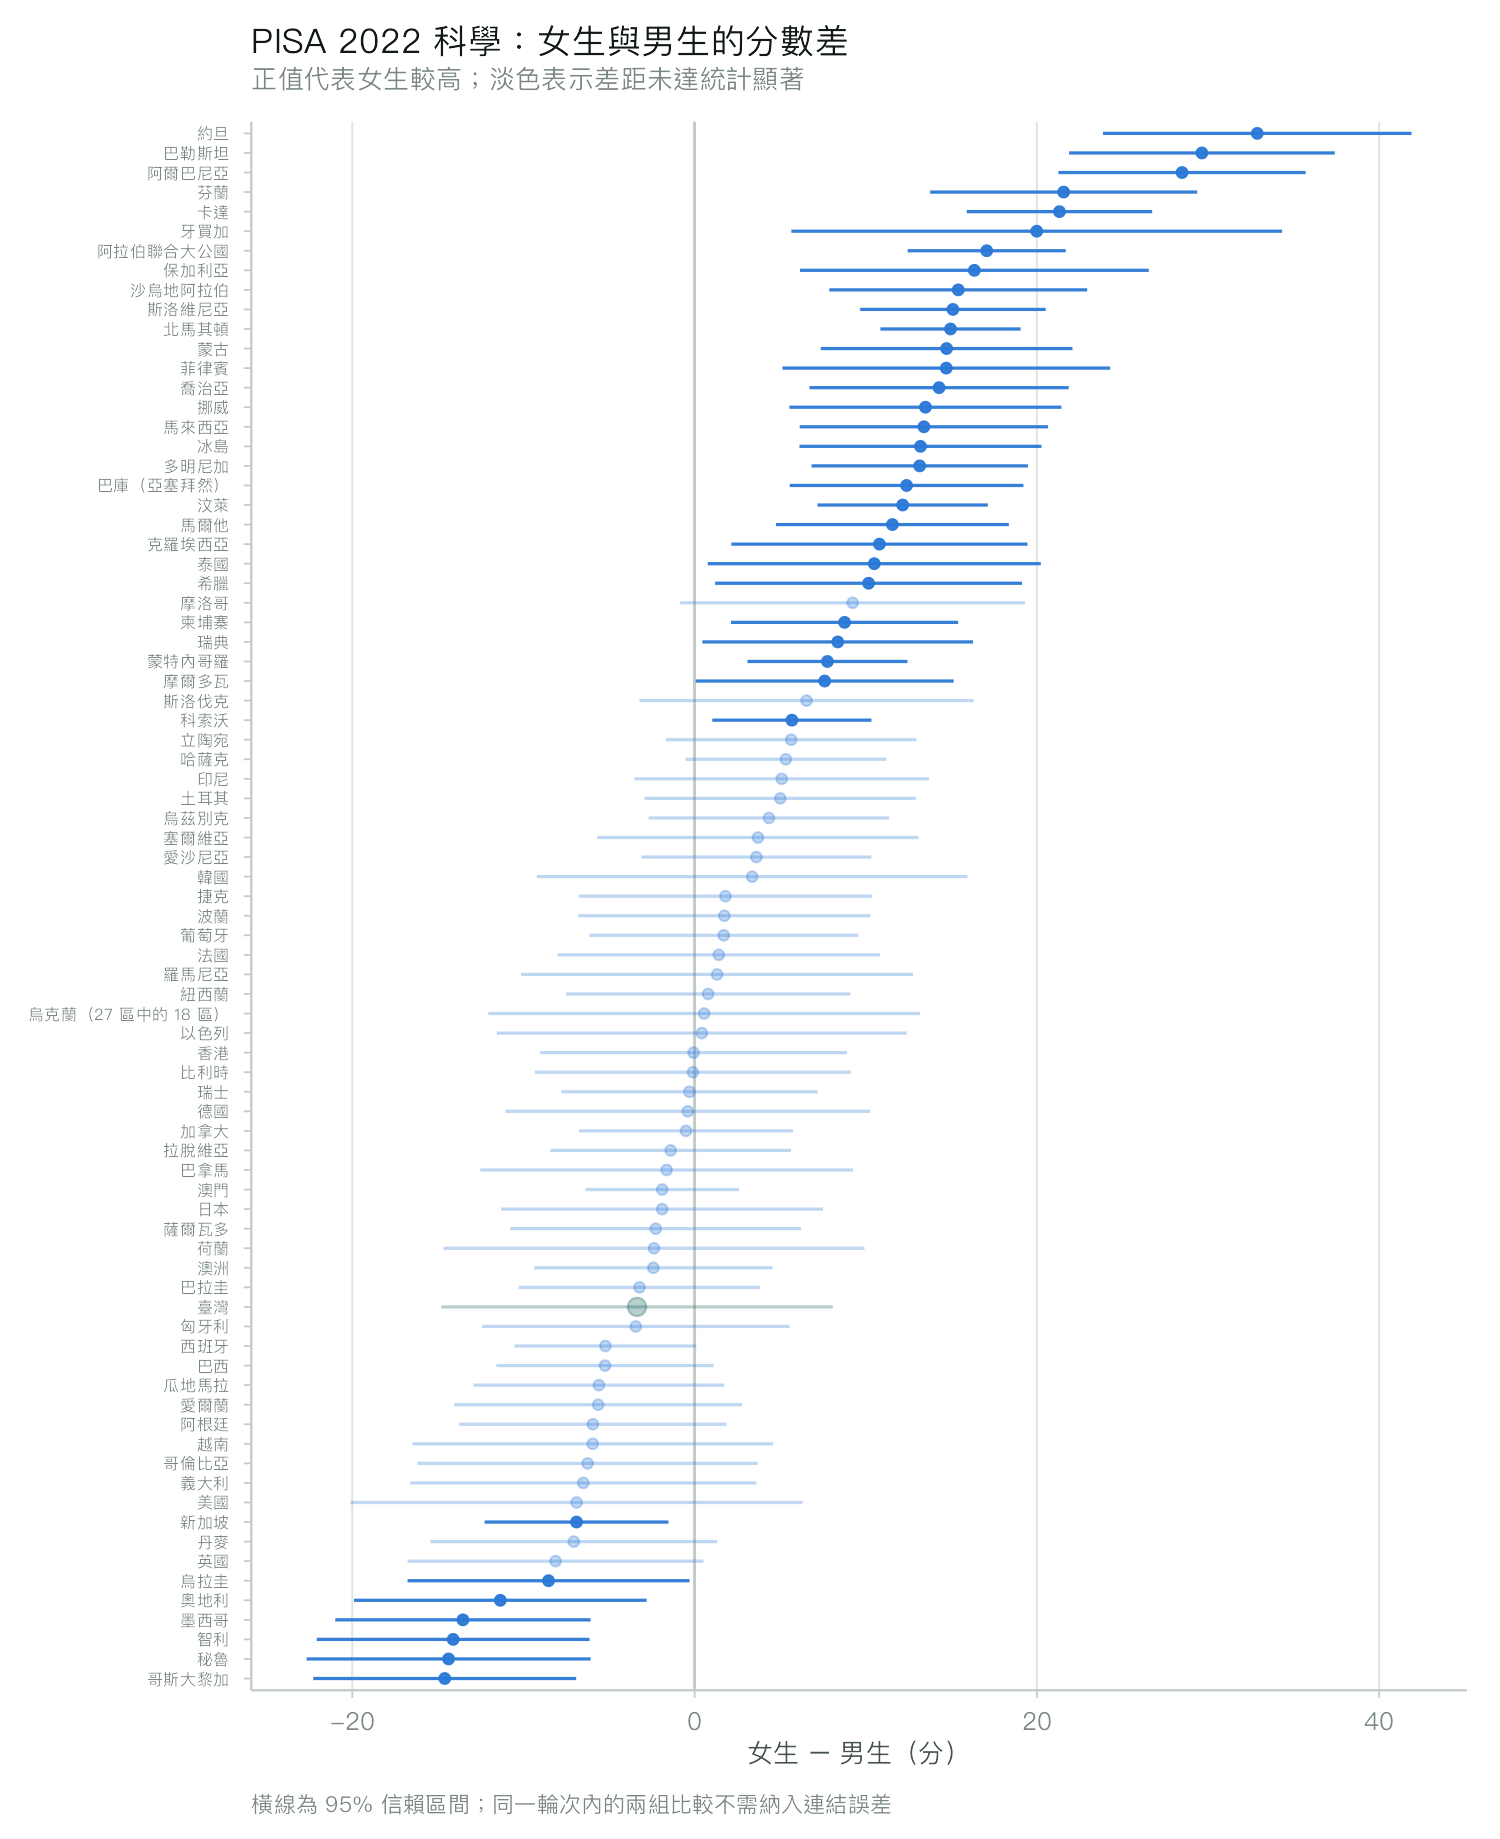 PISA 2022 科學：女生與男生的分數差
正值代表女生較高；淡色表示差距未達統計顯著
約旦
巴勒斯坦
阿爾巴尼亞
芬蘭
卡達
牙買加
阿拉伯聯合大公國
保加利亞
沙烏地阿拉伯
斯洛維尼亞
北馬其頓
蒙古
菲律賓
喬治亞
挪威
馬來西亞
冰島
多明尼加
巴庫（亞塞拜然）
汶萊
馬爾他
克羅埃西亞
泰國
希臘
摩洛哥
柬埔寨
瑞典
蒙特內哥羅
摩爾多瓦
斯洛伐克
科索沃
立陶宛
哈薩克
印尼
土耳其
烏茲別克
塞爾維亞
愛沙尼亞
韓國
捷克
波蘭
葡萄牙
法國
羅馬尼亞
紐西蘭
烏克蘭（27 區中的 18 區）
以色列
香港
比利時
瑞士
德國
加拿大
拉脫維亞
巴拿馬
澳門
日本
薩爾瓦多
荷蘭
澳洲
巴拉圭
臺灣
匈牙利
西班牙
巴西
瓜地馬拉
愛爾蘭
阿根廷
越南
哥倫比亞
義大利
美國
新加坡
丹麥
英國
烏拉圭
奧地利
墨西哥
智利
秘魯
哥斯大黎加
−20 0 20 40
女生 − 男生（分）
橫線為 95% 信賴區間；同一輪次內的兩組比較不需納入連結誤差